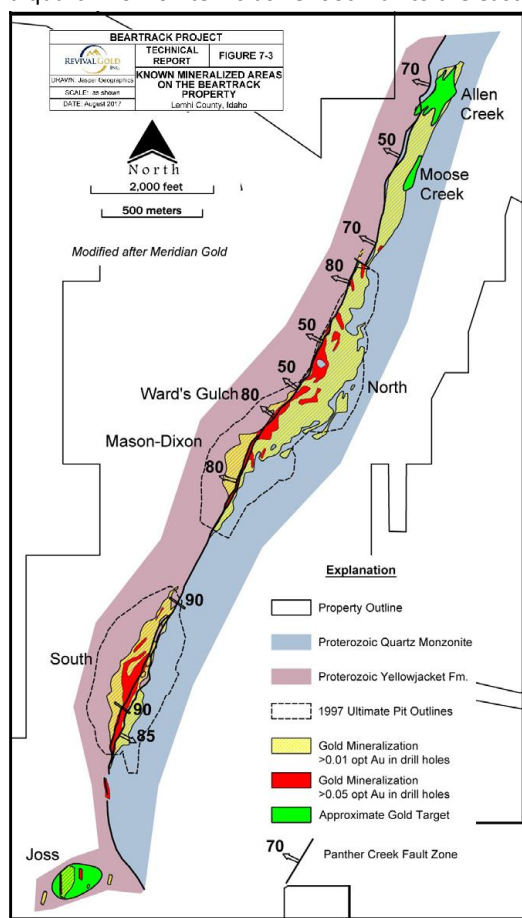 BEARTRACK PROJECT
REVIVAL GOLD INC.
TECHNICAL REPORT
FIGURE 7-3
DRAWN: Jasper Geographics
SCALE: as shown
DATE: August 2017
KNOWN MINERALIZED AREAS
ON THE BEARTRACK
PROPERTY
Lemhi County, Idaho
North
2,000 feet
500 meters
Modified after Meridian Gold
70
Allen
Creek
50
Moose
Creek
70
80
50
50
North
Ward's Gulch
80
Mason-Dixon
80
90
South
90
85
Joss
Explanation
Property Outline
Proterozoic Quartz Monzonite
Proterozoic Yellowjacket Fm.
1997 Ultimate Pit Outlines
Gold Mineralization
>0.01 opt Au in drill holes
Gold Mineralization
>0.05 opt Au in drill holes
Approximate Gold Target
70
Panther Creek Fault Zone